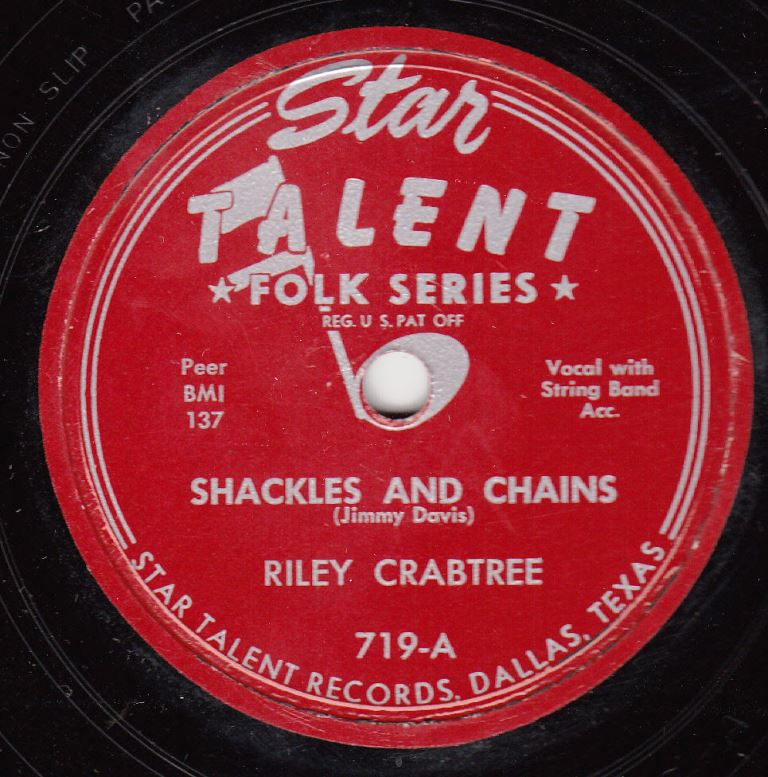 NON SLIP PA
Star
TALENT
★ FOLK SERIES ★
REG. U S. PAT OFF
Peer
BMI
137
Vocal with
String Band
Acc.
SHACKLES AND CHAINS
(Jimmy Davis)
RILEY CRABTREE
719-A
STAR TALENT RECORDS. DALLAS, TEXAS